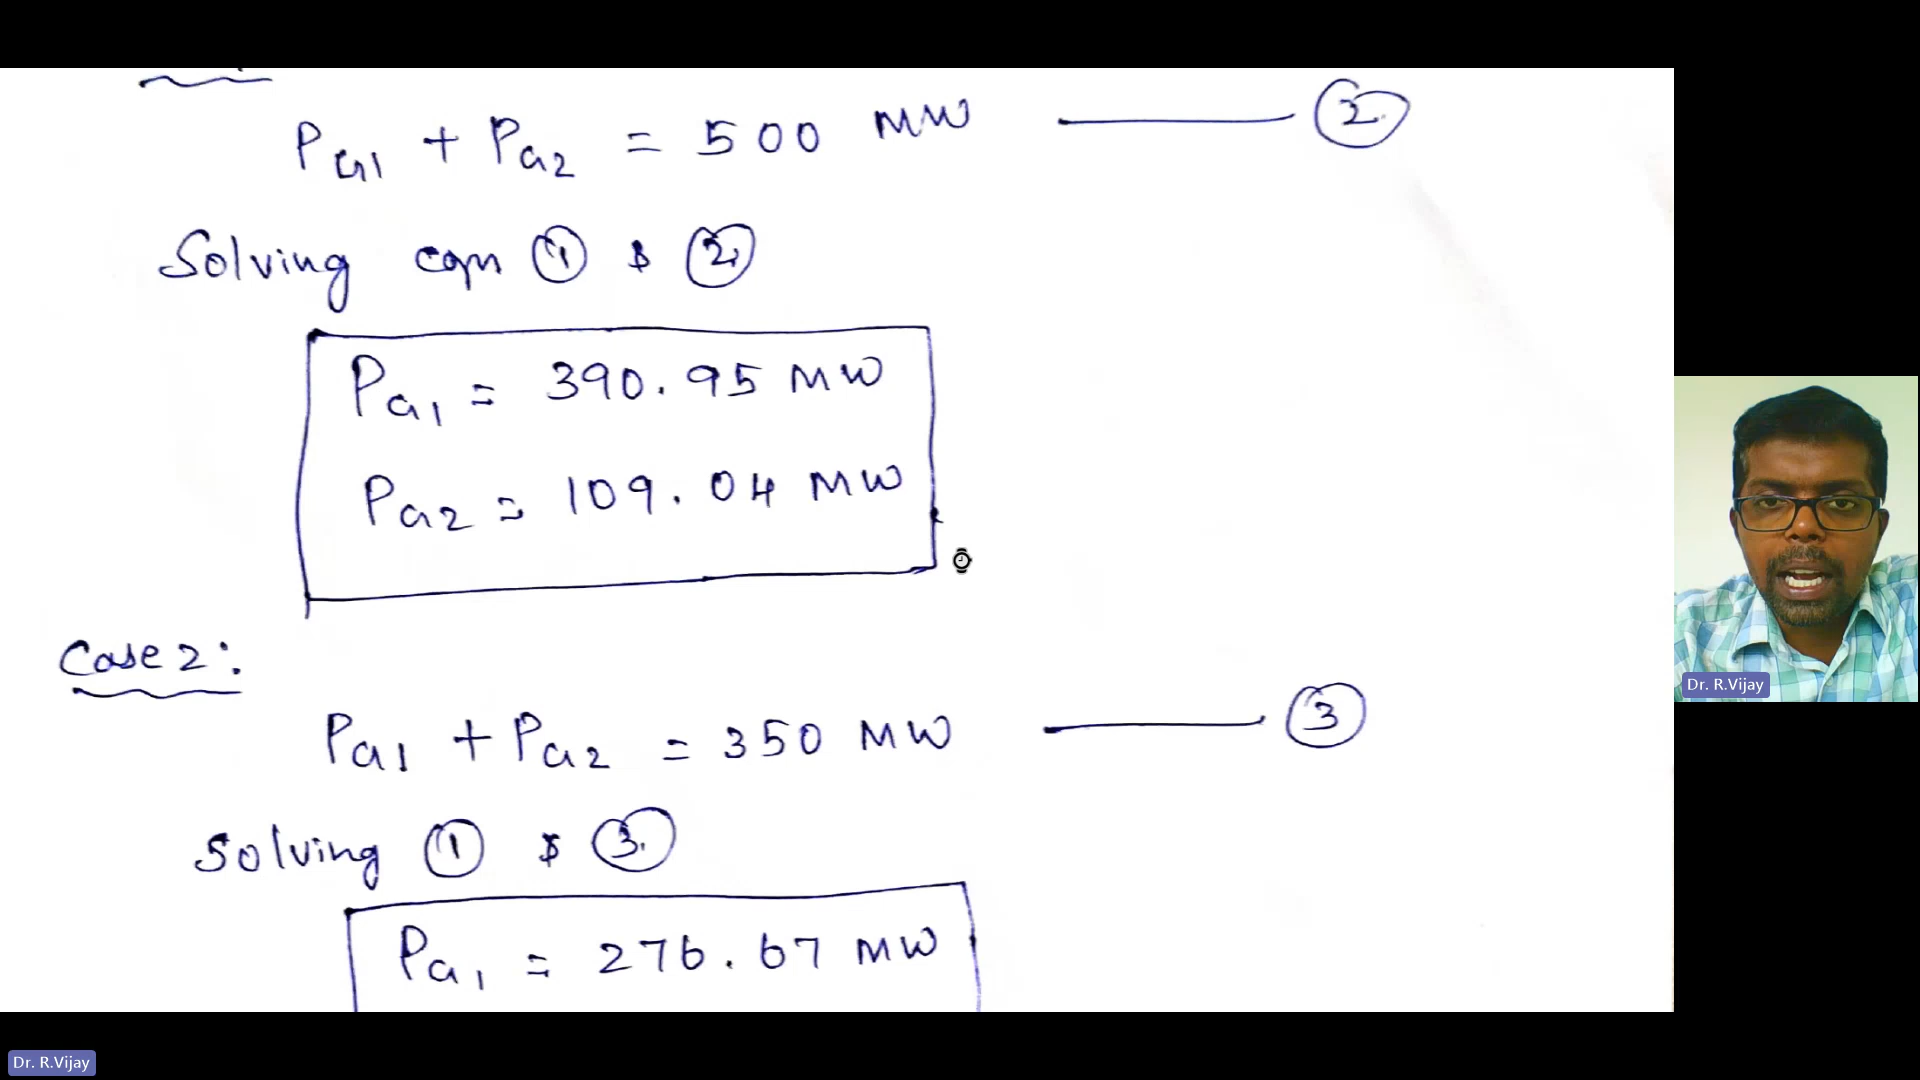 PG1 + PG2 = 500 MW ——— ②
Solving eqn ① & ②
PG1 = 390.95 MW
PG2 = 109.04 MW
Case 2:
PG1 + PG2 = 350 MW ——— ③
Solving ① & ③
PG1 = 276.67 MW
Dr. R.Vijay
Dr. R.Vijay